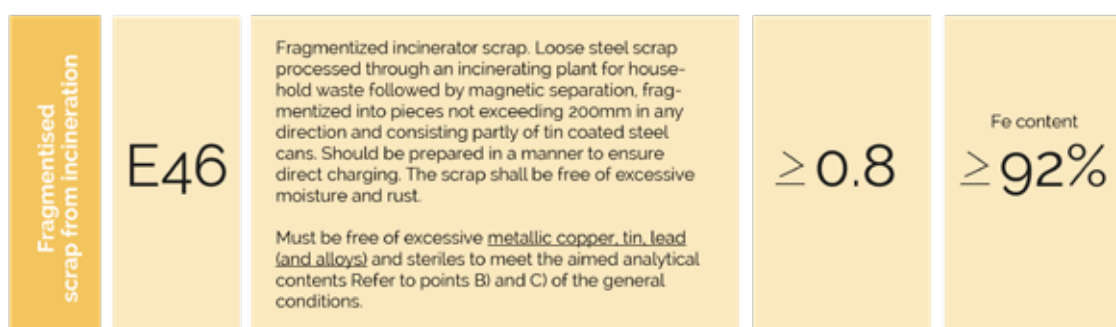 Fragmentised
scrap from incineration
E46
Fragmentized incinerator scrap. Loose steel scrap
processed through an incinerating plant for house-
hold waste followed by magnetic separation, frag-
mentized into pieces not exceeding 200mm in any
direction and consisting partly of tin coated steel
cans. Should be prepared in a manner to ensure
direct charging. The scrap shall be free of excessive
moisture and rust.
Must be free of excessive metallic copper, tin, lead
(and alloys) and steriles to meet the aimed analytical
contents Refer to points B) and C) of the general
conditions.
≥ 0.8
Fe content
≥ 92%